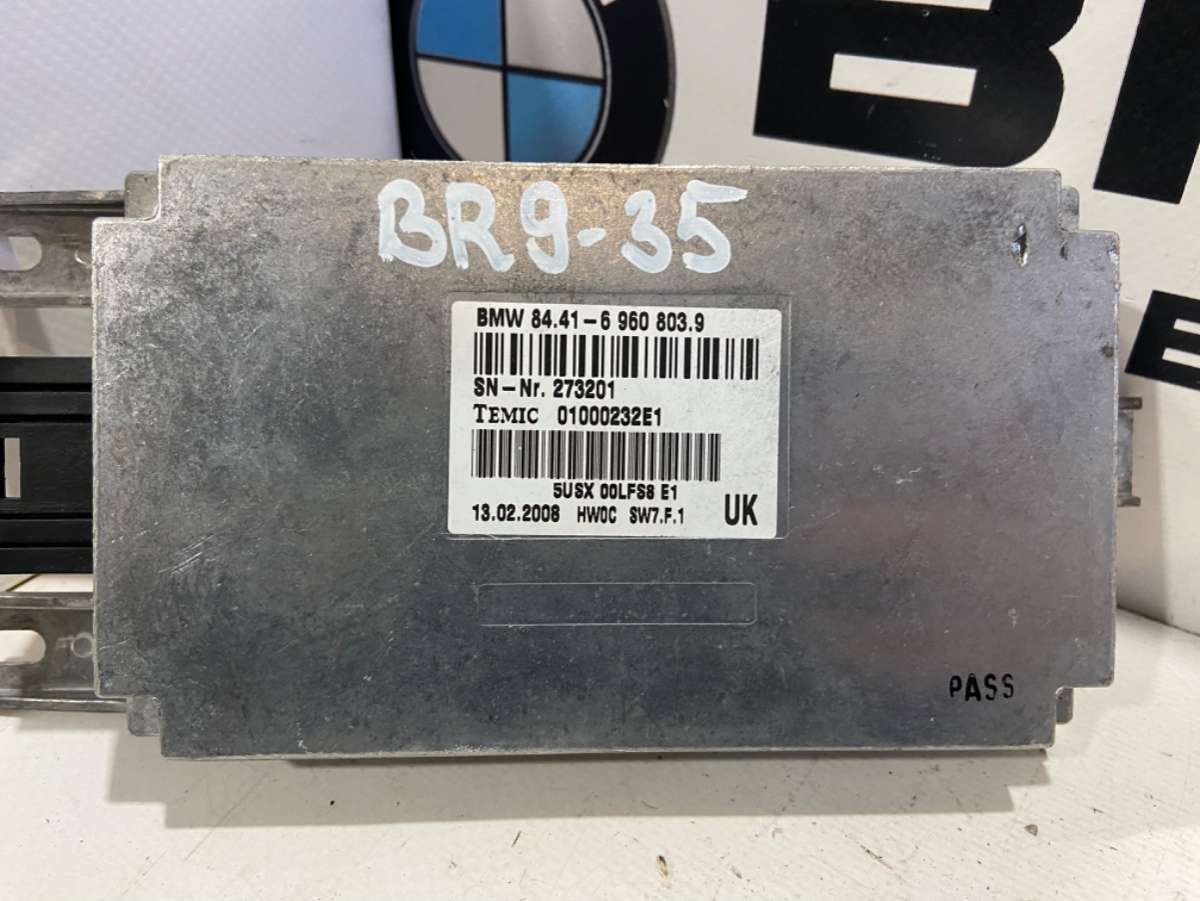 BR9-35
BMW 84.41-6 960 803.9
SN-Nr. 273201
TEMIC 01000232E1
5USX 00LFS8 E1
13.02.2008 HW0C SW7.F.1 UK
PASS